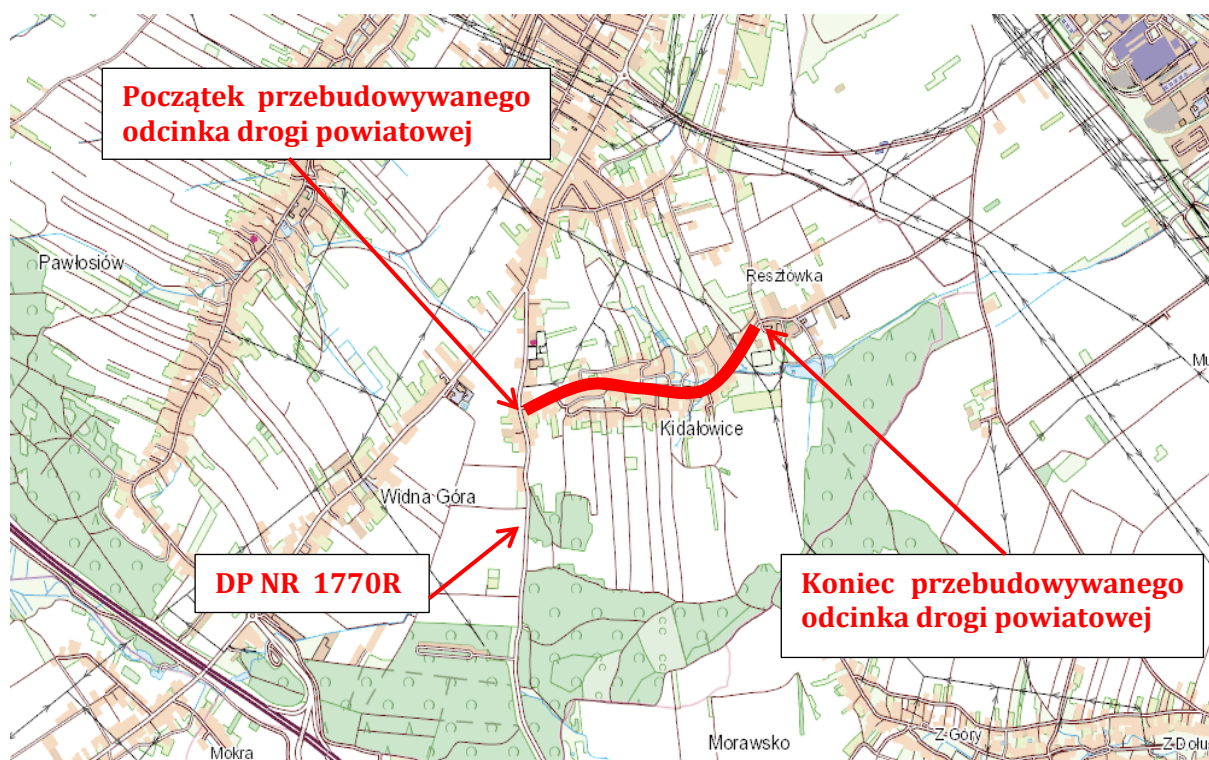 Początek przebudowywanego
odcinka drogi powiatowej
Pawłosiów
Resztówka
Kidałowice
Widna Góra
DP NR 1770R
Koniec przebudowywanego
odcinka drogi powiatowej
Mokra
Morawsko
Z Góry
Z Dołu